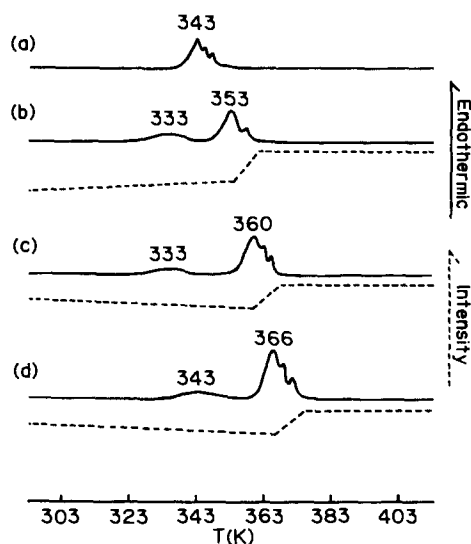 343
(a)
(b)
333
353
Endothermic
(c)
333
360
Intensity
(d)
343
366
303 323 343 363 383 403
T(K)